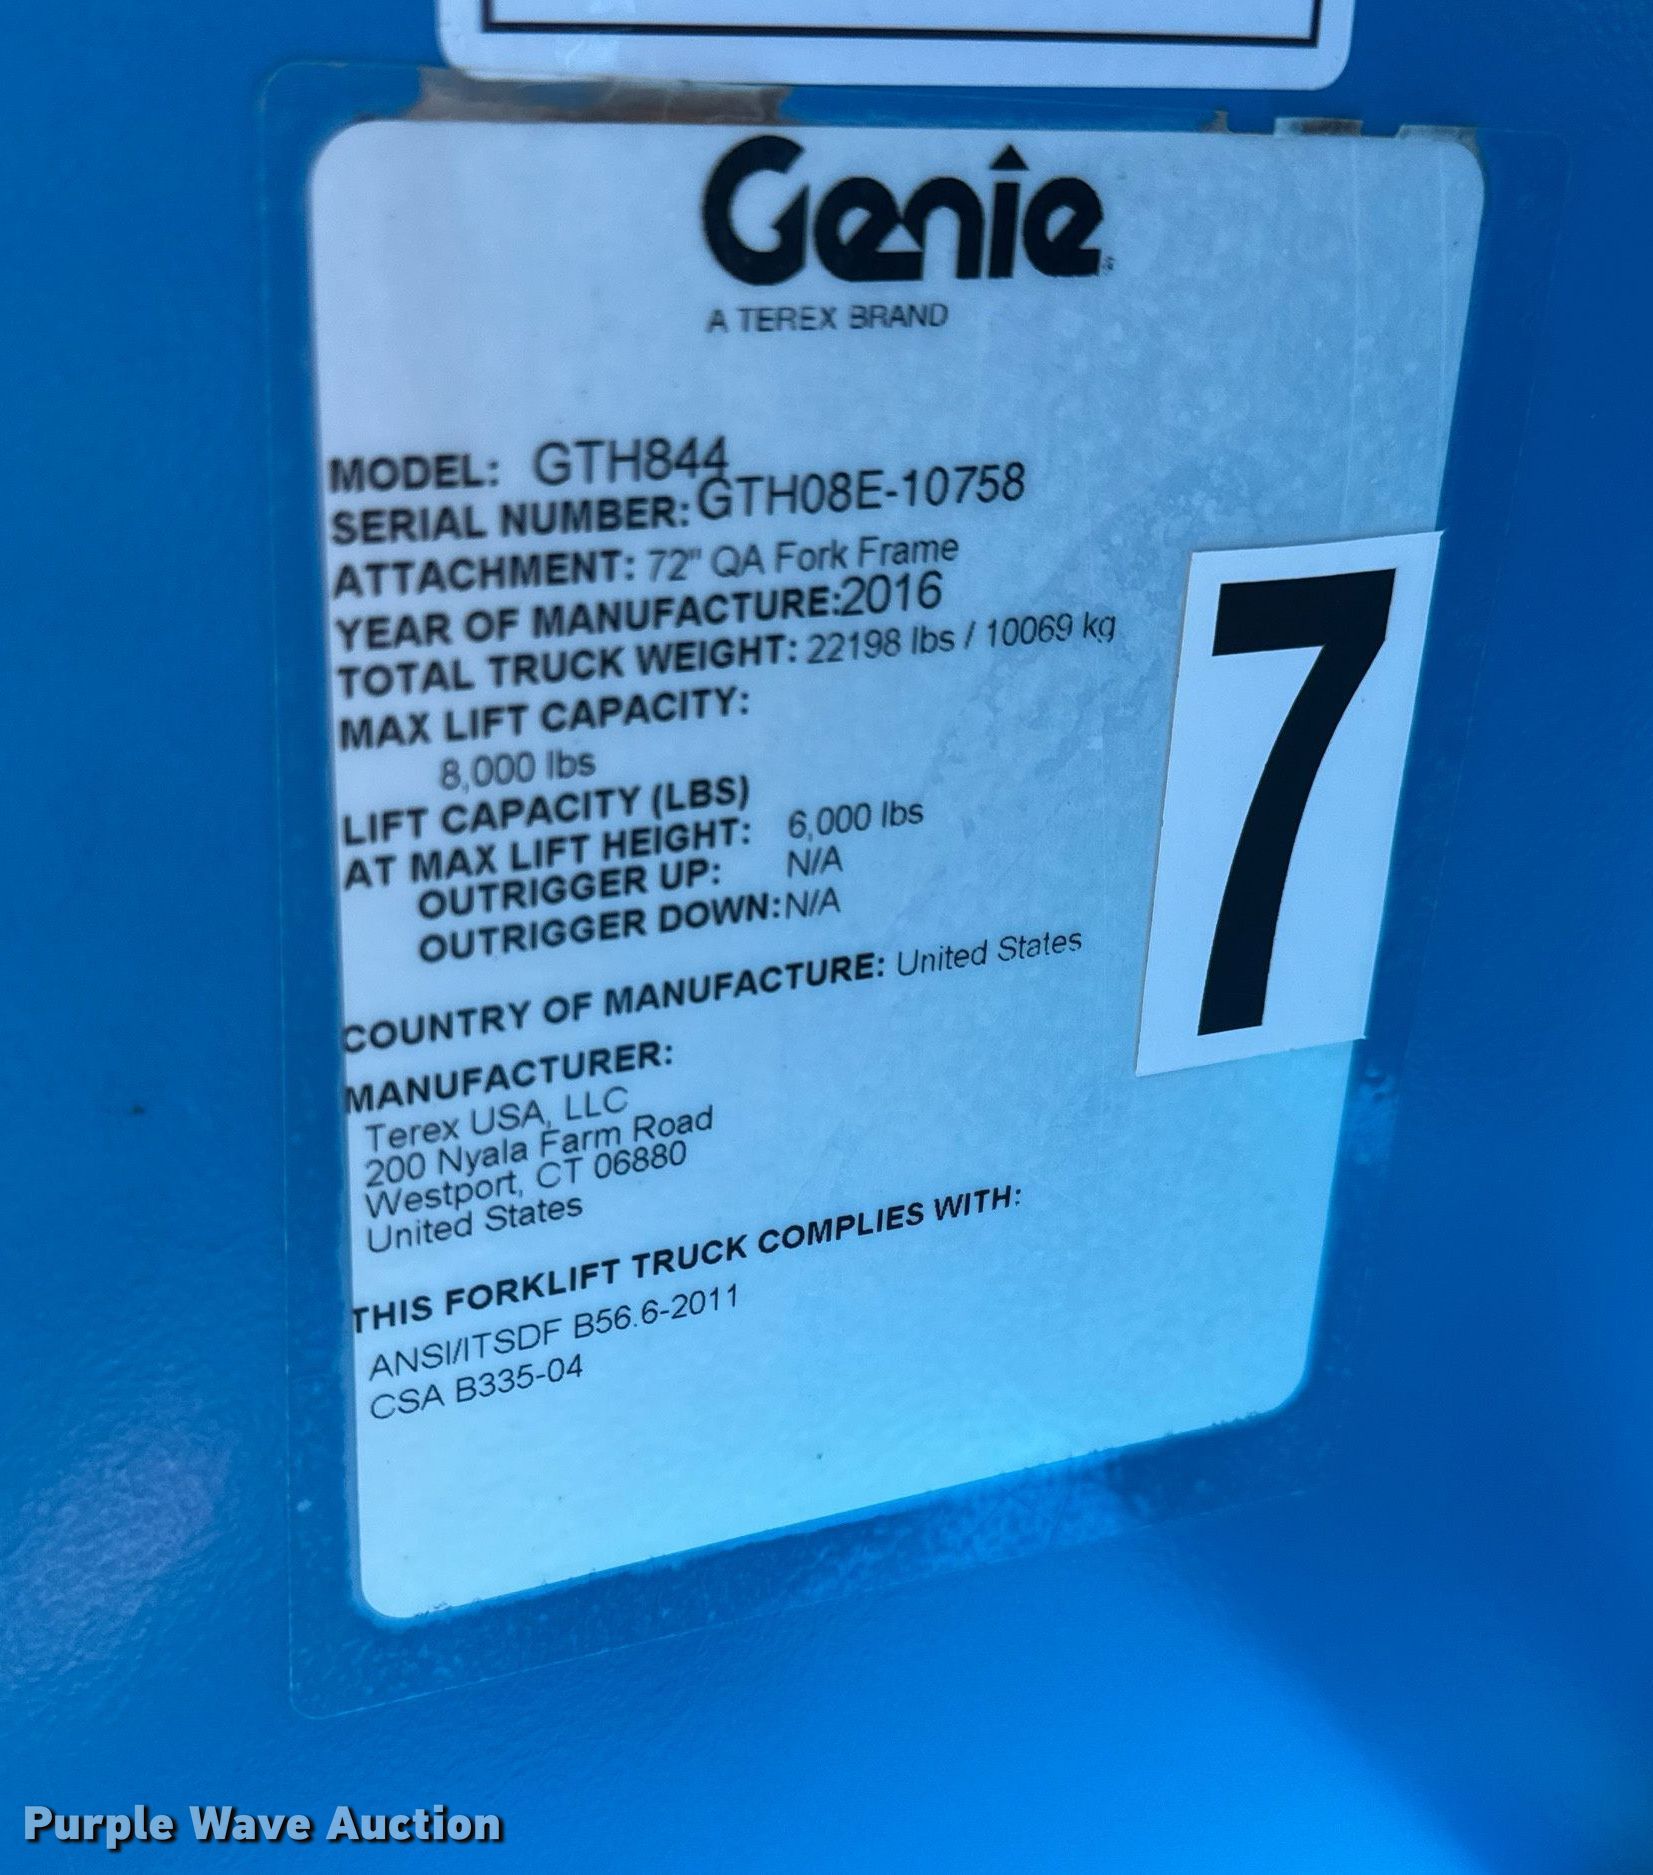 Genie
A TEREX BRAND
MODEL: GTH844
SERIAL NUMBER: GTH08E-10758
ATTACHMENT: 72" QA Fork Frame
YEAR OF MANUFACTURE:2016
TOTAL TRUCK WEIGHT: 22198 lbs / 10069 kg
MAX LIFT CAPACITY:
8,000 lbs
LIFT CAPACITY (LBS)
AT MAX LIFT HEIGHT: 6,000 lbs
OUTRIGGER UP: N/A
OUTRIGGER DOWN: N/A
COUNTRY OF MANUFACTURE: United States
MANUFACTURER:
Terex USA, LLC
200 Nyala Farm Road
Westport, CT 06880
United States
THIS FORKLIFT TRUCK COMPLIES WITH:
ANSI/ITSDF B56.6-2011
CSA B335-04
7
Purple Wave Auction